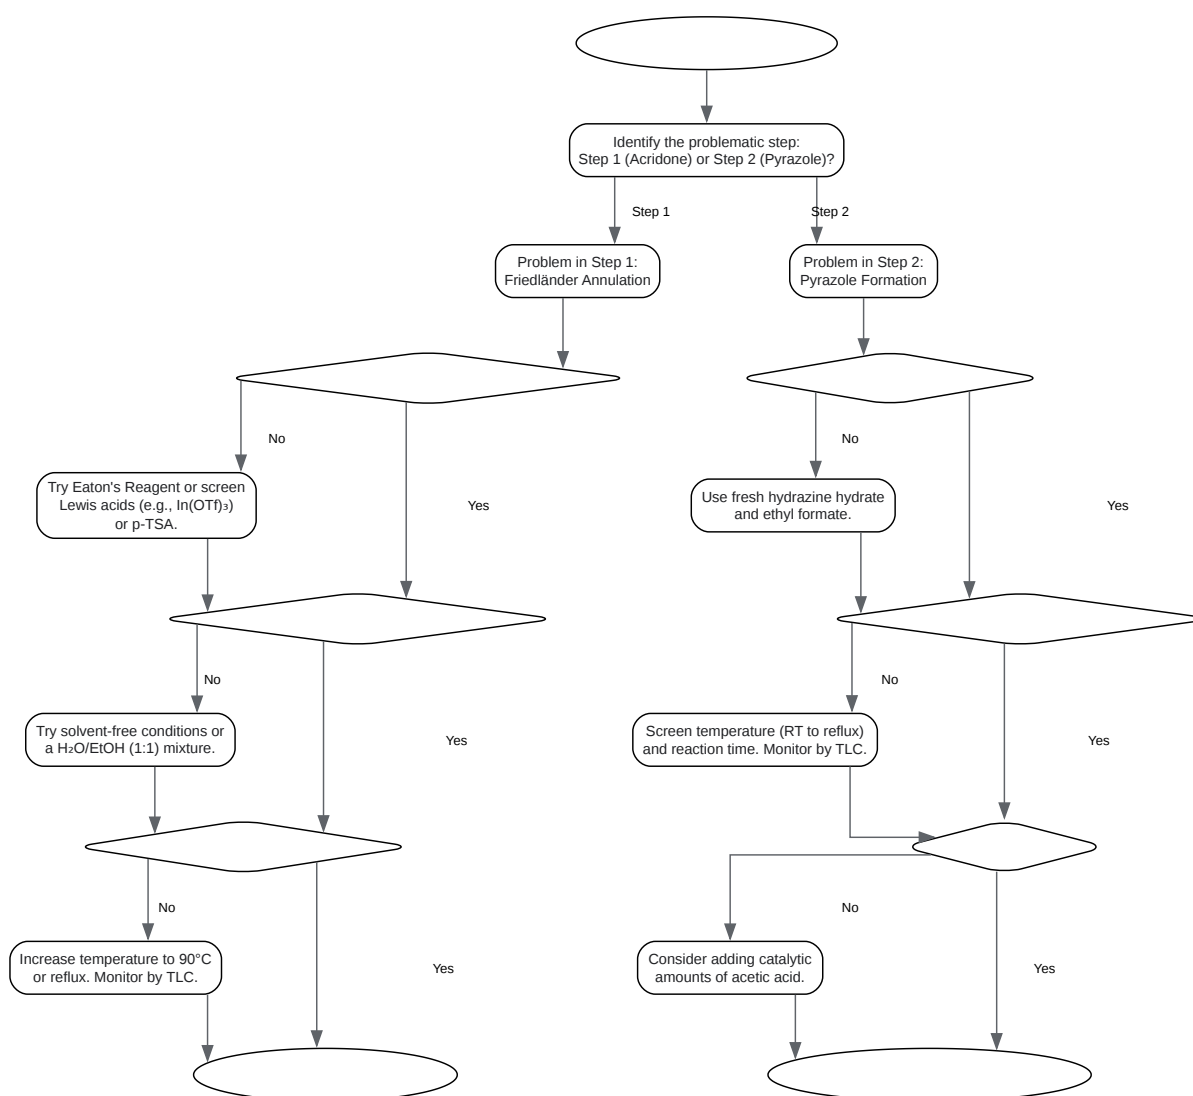 Identify the problematic step:
Step 1 (Acridone) or Step 2 (Pyrazole)?
Step 1
Step 2
Problem in Step 1:
Friedländer Annulation
Problem in Step 2:
Pyrazole Formation
No
No
Try Eaton's Reagent or screen
Lewis acids (e.g., In(OTf)₃)
or p-TSA.
Yes
Use fresh hydrazine hydrate
and ethyl formate.
Yes
No
No
Try solvent-free conditions or
a H₂O/EtOH (1:1) mixture.
Yes
Screen temperature (RT to reflux)
and reaction time. Monitor by TLC.
Yes
No
No
Increase temperature to 90°C
or reflux. Monitor by TLC.
Yes
Consider adding catalytic
amounts of acetic acid.
Yes